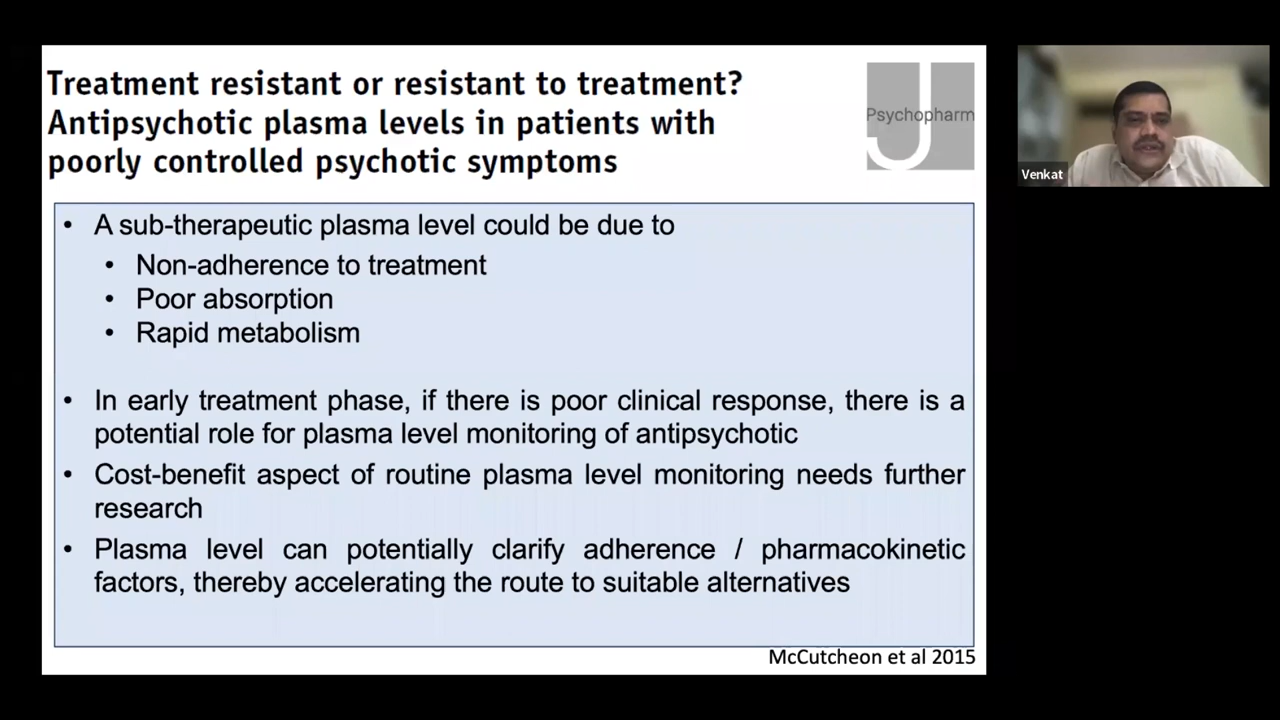 Treatment resistant or resistant to treatment?
Antipsychotic plasma levels in patients with
poorly controlled psychotic symptoms
Psychopharm
J
Venkat
• A sub-therapeutic plasma level could be due to
• Non-adherence to treatment
• Poor absorption
• Rapid metabolism
• In early treatment phase, if there is poor clinical response, there is a
potential role for plasma level monitoring of antipsychotic
• Cost-benefit aspect of routine plasma level monitoring needs further
research
• Plasma level can potentially clarify adherence / pharmacokinetic
factors, thereby accelerating the route to suitable alternatives
McCutcheon et al 2015